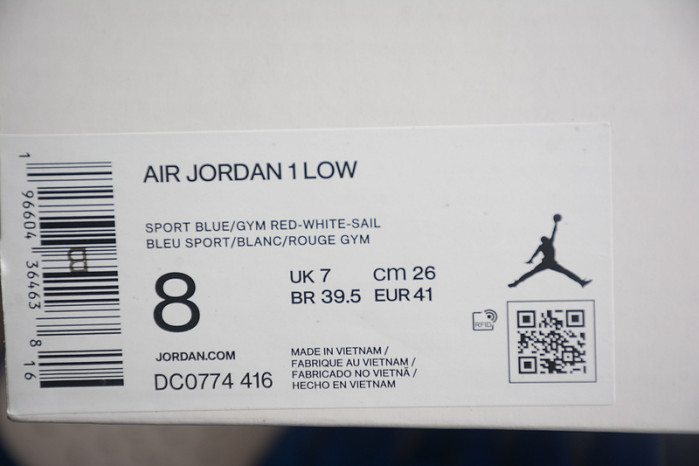 AIR JORDAN 1 LOW
SPORT BLUE/GYM RED-WHITE-SAIL
BLEU SPORT/BLANC/ROUGE GYM
8
UK 7 cm 26
BR 39.5 EUR 41
RFID
JORDAN.COM
DC0774 416
MADE IN VIETNAM /
FABRIQUE AU VIETNAM /
FABRICADO NO VIETNÃ /
HECHO EN VIETNAM
1 96604 36463 8 16